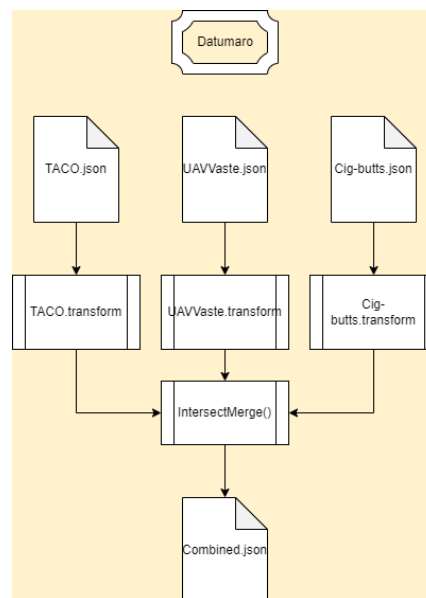 Datumaro
TACO.json
UAVVaste.json
Cig-butts.json
TACO.transform
UAVVaste.transform
Cig-
butts.transform
IntersectMerge()
Combined.json